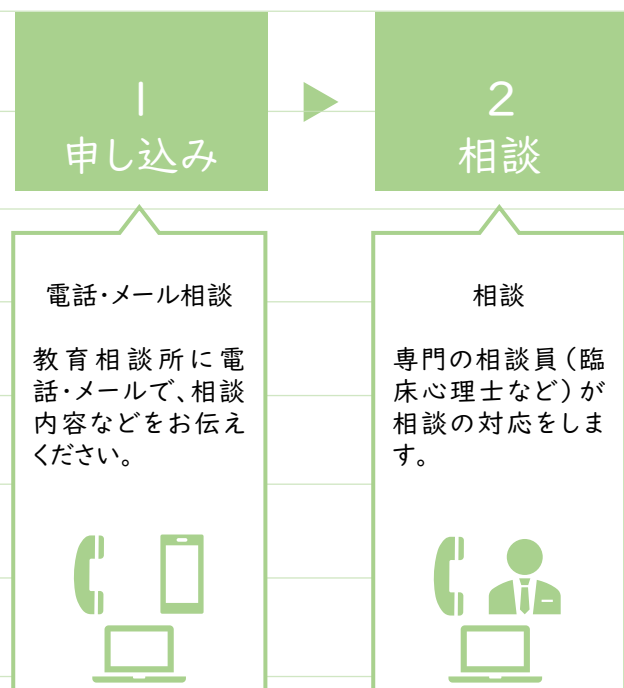 1
申し込み
電話・メール相談
教育相談所に電
話・メールで、相談
内容などをお伝え
ください。
2
相談
相談
専門の相談員（臨
床心理士など）が
相談の対応をしま
す。